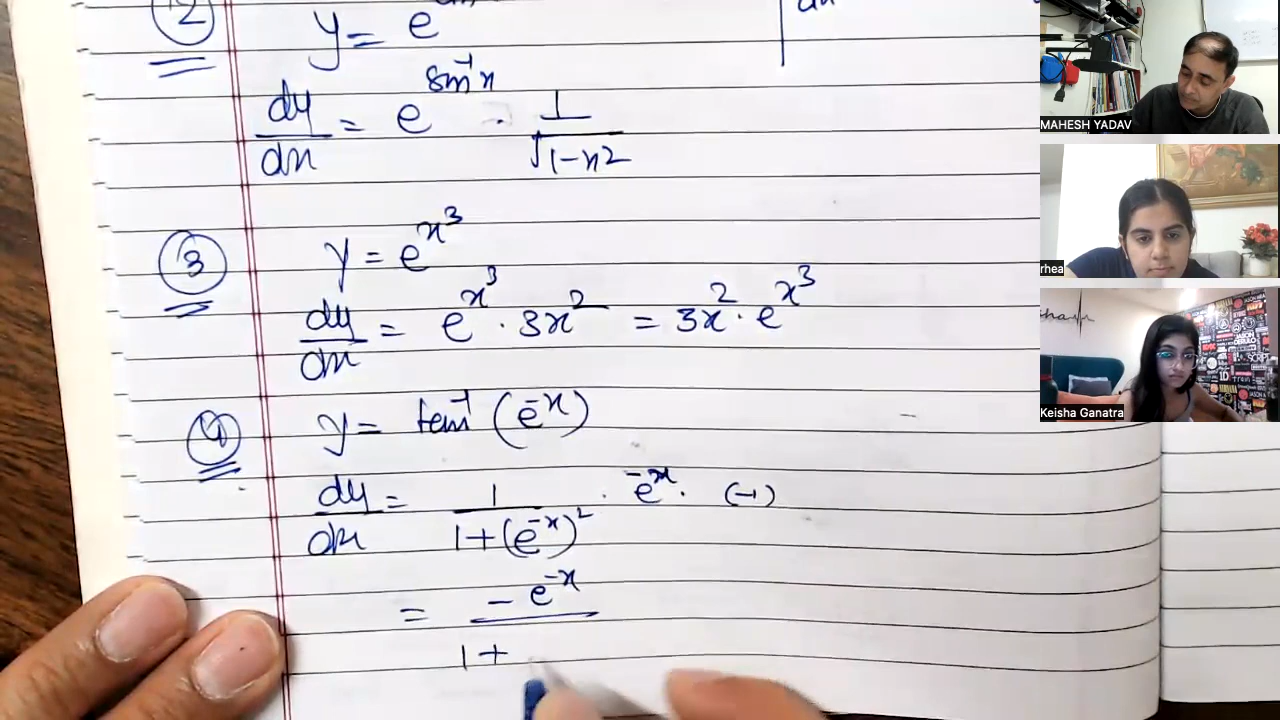 ② y = e
dy/dx = e^(sin⁻¹x) · 1/√(1-x²)
③ y = e^(x³)
dy/dx = e^(x³) · 3x² = 3x² · e^(x³)
④ y = tan⁻¹(e^(-x))
dy/dx = 1/(1+(e^(-x))²) · e^(-x) · (-1)
= -e^(-x)/(1+
MAHESH YADAV
rhea
Keisha Ganatra